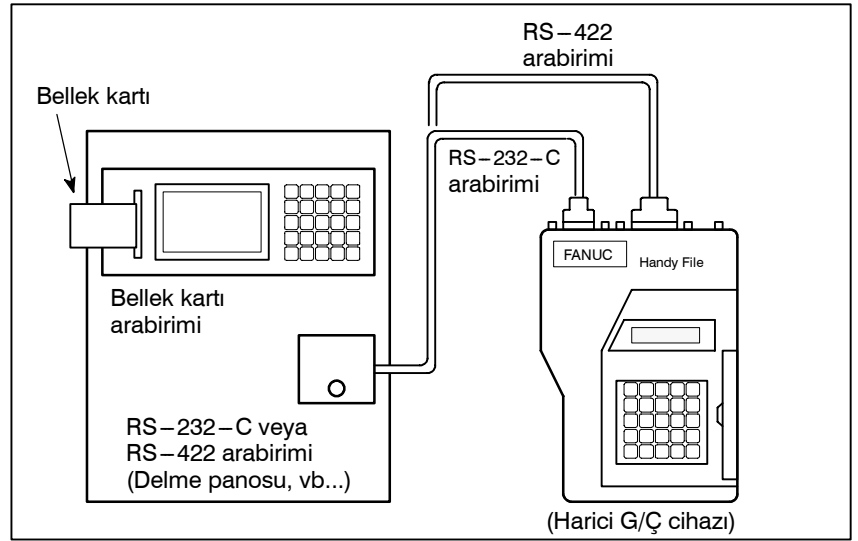 RS–422
arabirimi
Bellek kartı
RS–232–C
arabirimi
FANUC
Handy File
Bellek kartı
arabirimi
RS–232–C veya
RS–422 arabirimi
(Delme panosu, vb...)
(Harici G/Ç cihazı)